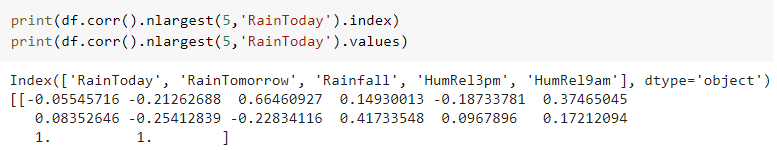 print(df.corr().nlargest(5,'RainToday').index)
print(df.corr().nlargest(5,'RainToday').values)
Index(['RainToday', 'RainTomorrow', 'Rainfall', 'HumRel3pm', 'HumRel9am'], dtype='object')
[[-0.05545716 -0.21262688  0.66460927  0.14930013 -0.18733781  0.37465045
   0.08352646 -0.25412839 -0.22834116  0.41733548  0.0967896   0.17212094
   1.          1.        ]